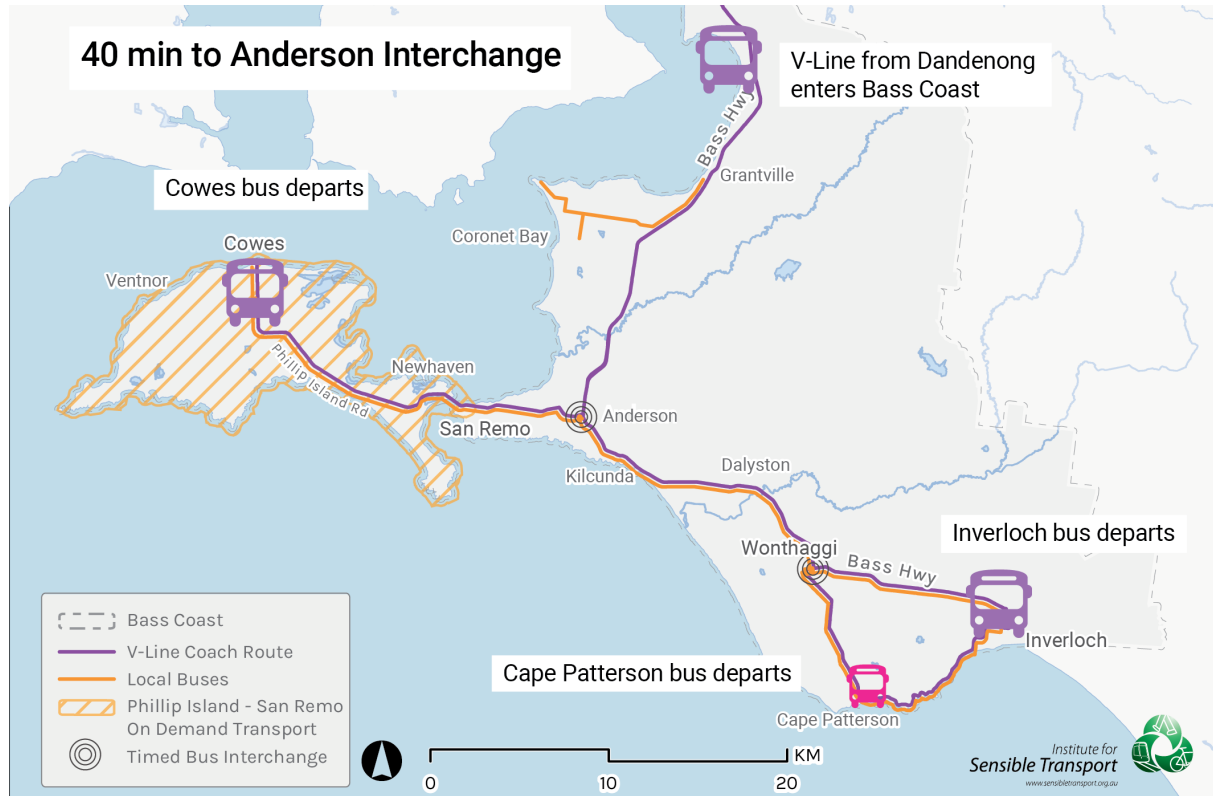 40 min to Anderson Interchange
V-Line from Dandenong
enters Bass Coast
Bass Hwy
Grantville
Cowes bus departs
Coronet Bay
Cowes
Ventnor
Phillip Island Rd
Newhaven
San Remo
Anderson
Kilcunda
Dalyston
Inverloch bus departs
Wonthaggi
Bass Hwy
Inverloch
Cape Patterson bus departs
Cape Patterson
Bass Coast
V-Line Coach Route
Local Buses
Phillip Island - San Remo
On Demand Transport
Timed Bus Interchange
KM
0
10
20
Institute for
Sensible Transport
www.sensibletransport.org.au